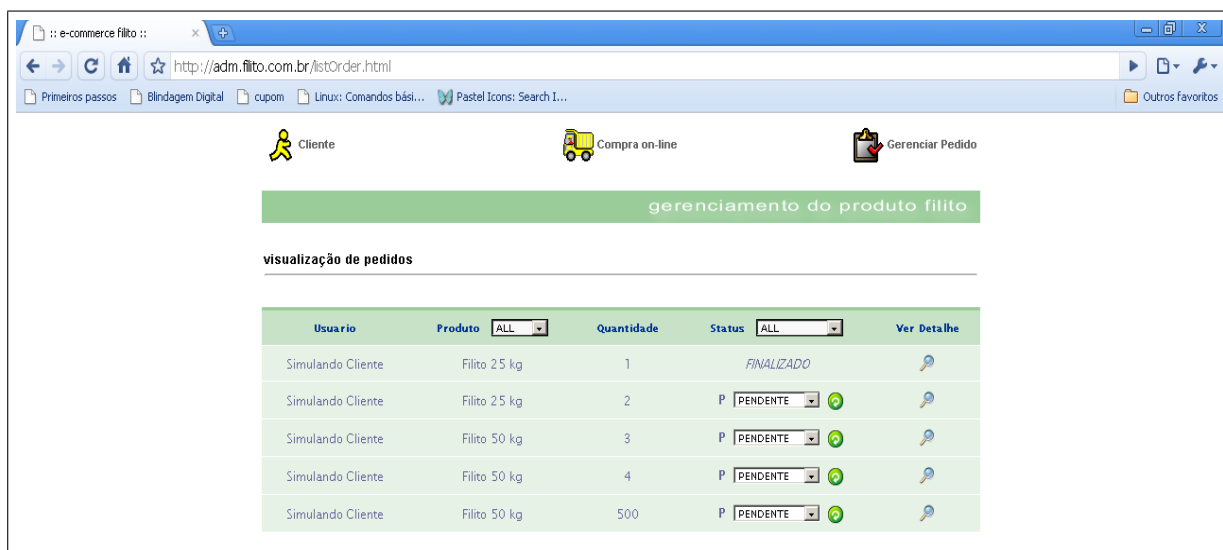 :: e-commerce filito ::
http://adm.filito.com.br/listOrder.html
Primeiros passos Blindagem Digital cupom Linux: Comandos bási... Pastel Icons: Search I... Outros favoritos
Cliente Compra on-line Gerenciar Pedido
gerenciamento do produto filito
visualização de pedidos
Usuario Produto ALL Quantidade Status ALL Ver Detalhe
Simulando Cliente Filito 25 kg 1 FINALIZADO
Simulando Cliente Filito 25 kg 2 P PENDENTE
Simulando Cliente Filito 50 kg 3 P PENDENTE
Simulando Cliente Filito 50 kg 4 P PENDENTE
Simulando Cliente Filito 50 kg 500 P PENDENTE